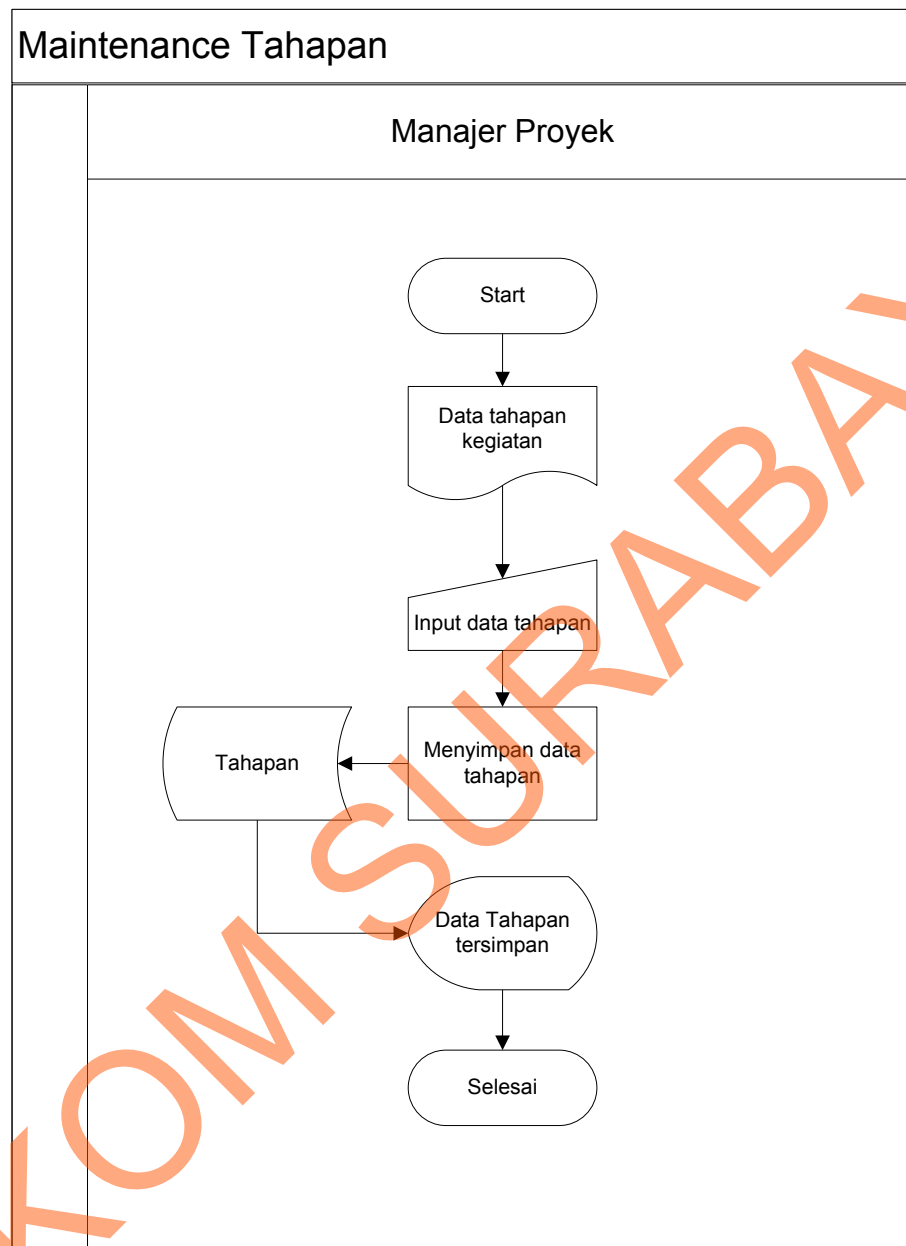 Maintenance Tahapan
Manajer Proyek
Start
Data tahapan
kegiatan
Input data tahapan
Menyimpan data
tahapan
Tahapan
Data Tahapan
tersimpan
Selesai
KOM SURABAY